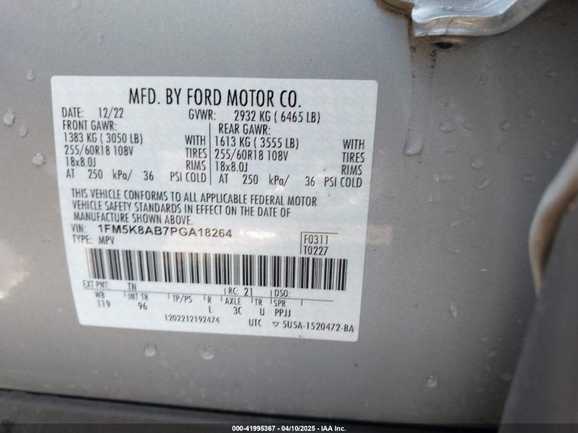 MFD. BY FORD MOTOR CO.
DATE: 12/22 GVWR: 2932 KG ( 6465 LB)
FRONT GAWR: REAR GAWR:
1383 KG ( 3050 LB) WITH 1613 KG ( 3555 LB) WITH
255/60R18 108V TIRES 255/60R18 108V TIRES
18x8.0J RIMS 18x8.0J RIMS
AT 250 kPa/ 36 PSI COLD AT 250 kPa/ 36 PSI COLD
THIS VEHICLE CONFORMS TO ALL APPLICABLE FEDERAL MOTOR
VEHICLE SAFETY STANDARDS IN EFFECT ON THE DATE OF
MANUFACTURE SHOWN ABOVE.
VIN: 1FM5K8AB7PGA18264
TYPE: MPV
F0311
T0227
EXT PNT: TN RC: 21 DSO:
WB INT TR TP/PS R AXLE TR SPR
119 96 L 3C U PPJJ
1202212192474 UTC 5U5A-1520472-BA
000-41995367 / 04/10/2025 / IAA, Inc.